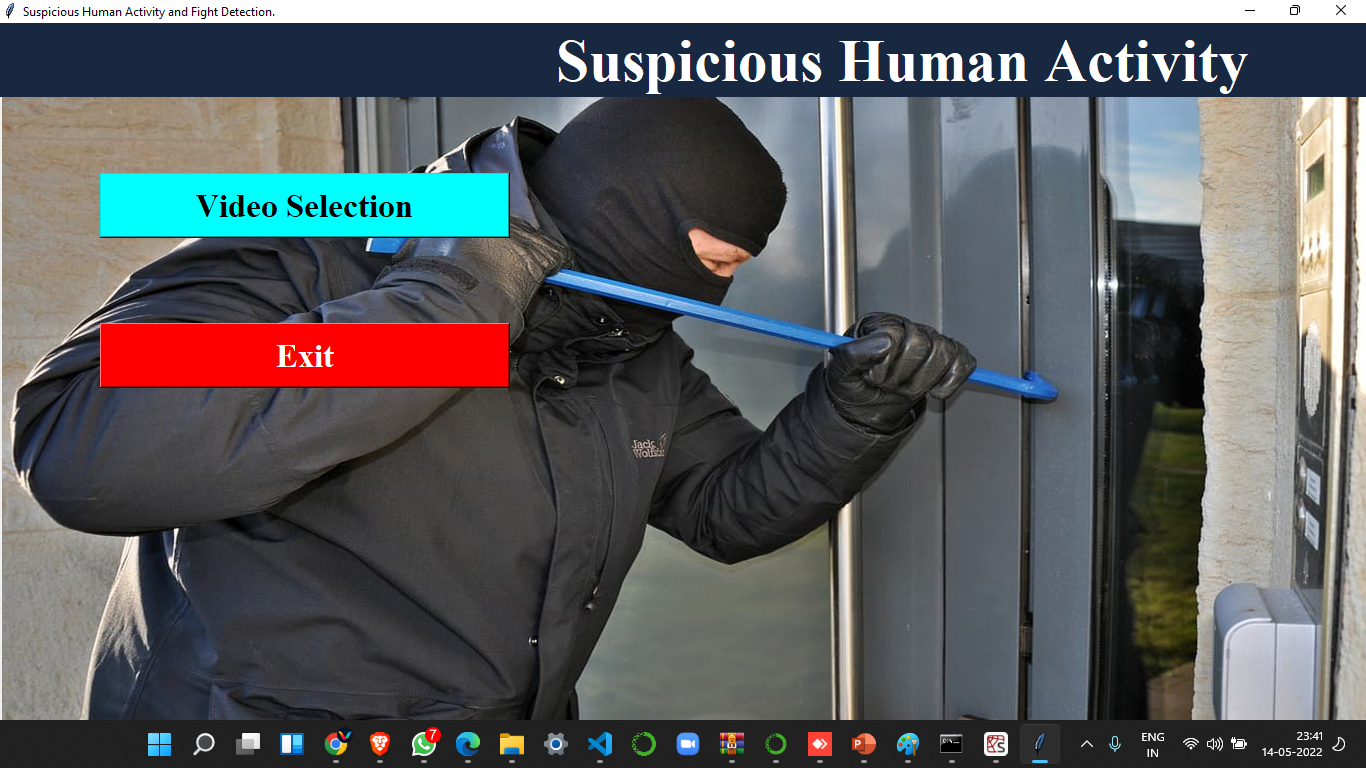 Suspicious Human Activity and Fight Detection.
Suspicious Human Activity
Video Selection
Exit
Jack
Wolf
7
ENG
IN
23:41
14-05-2022